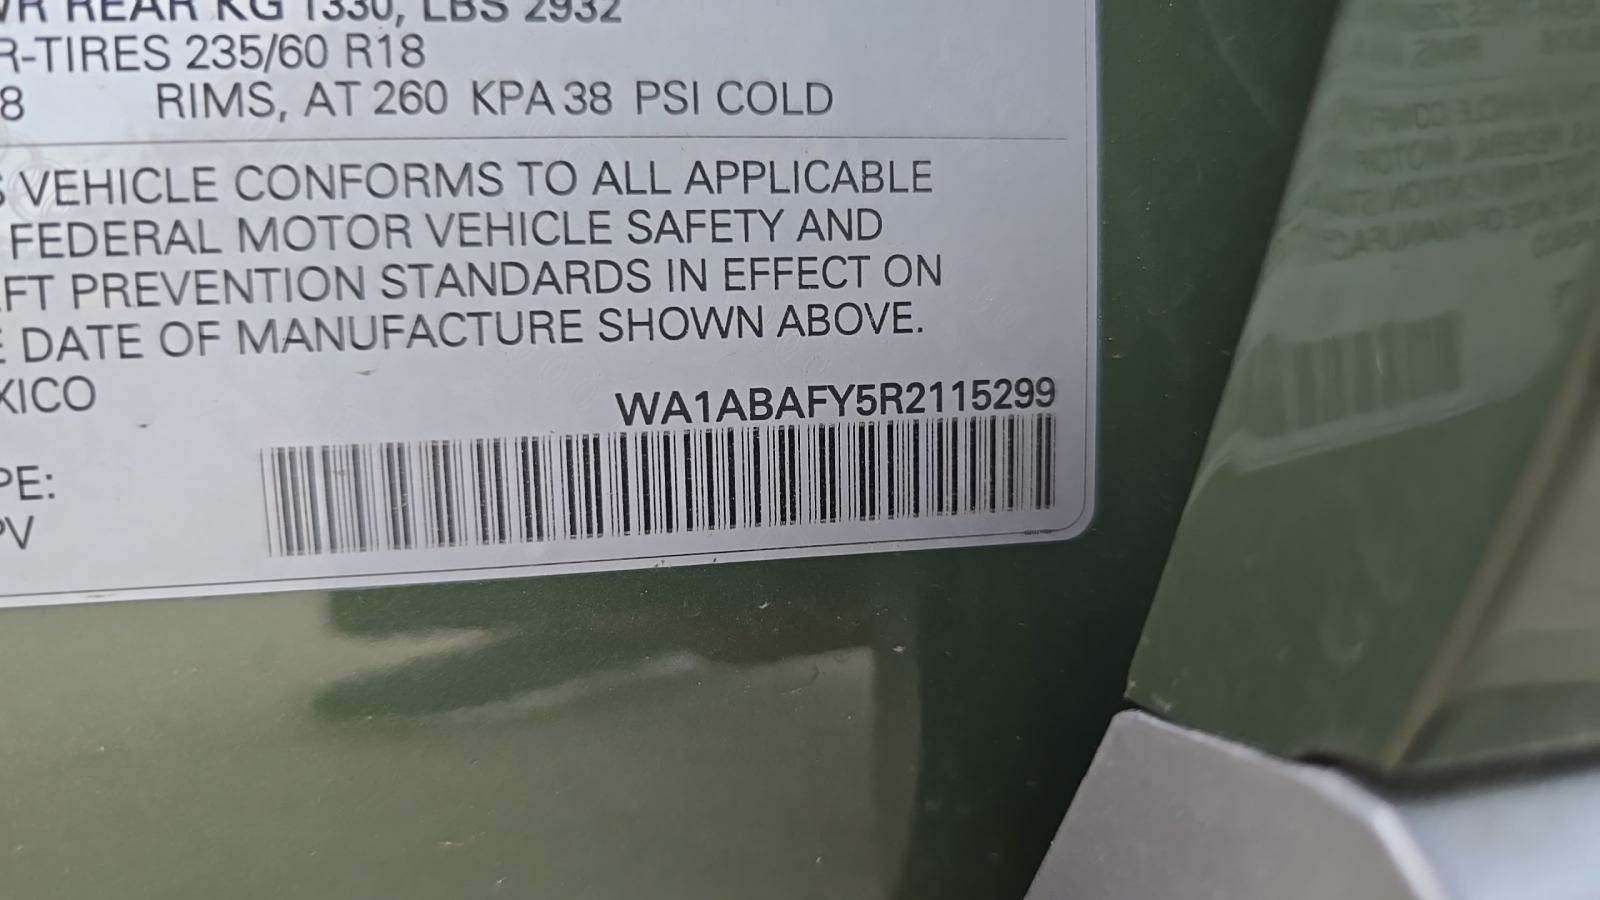 WR REAR KG 1330, LBS 2932
R-TIRES 235/60 R18
8 RIMS, AT 260 KPA 38 PSI COLD
S VEHICLE CONFORMS TO ALL APPLICABLE
FEDERAL MOTOR VEHICLE SAFETY AND
EFT PREVENTION STANDARDS IN EFFECT ON
E DATE OF MANUFACTURE SHOWN ABOVE.
XICO
WA1ABAFY5R2115299
PE:
PV